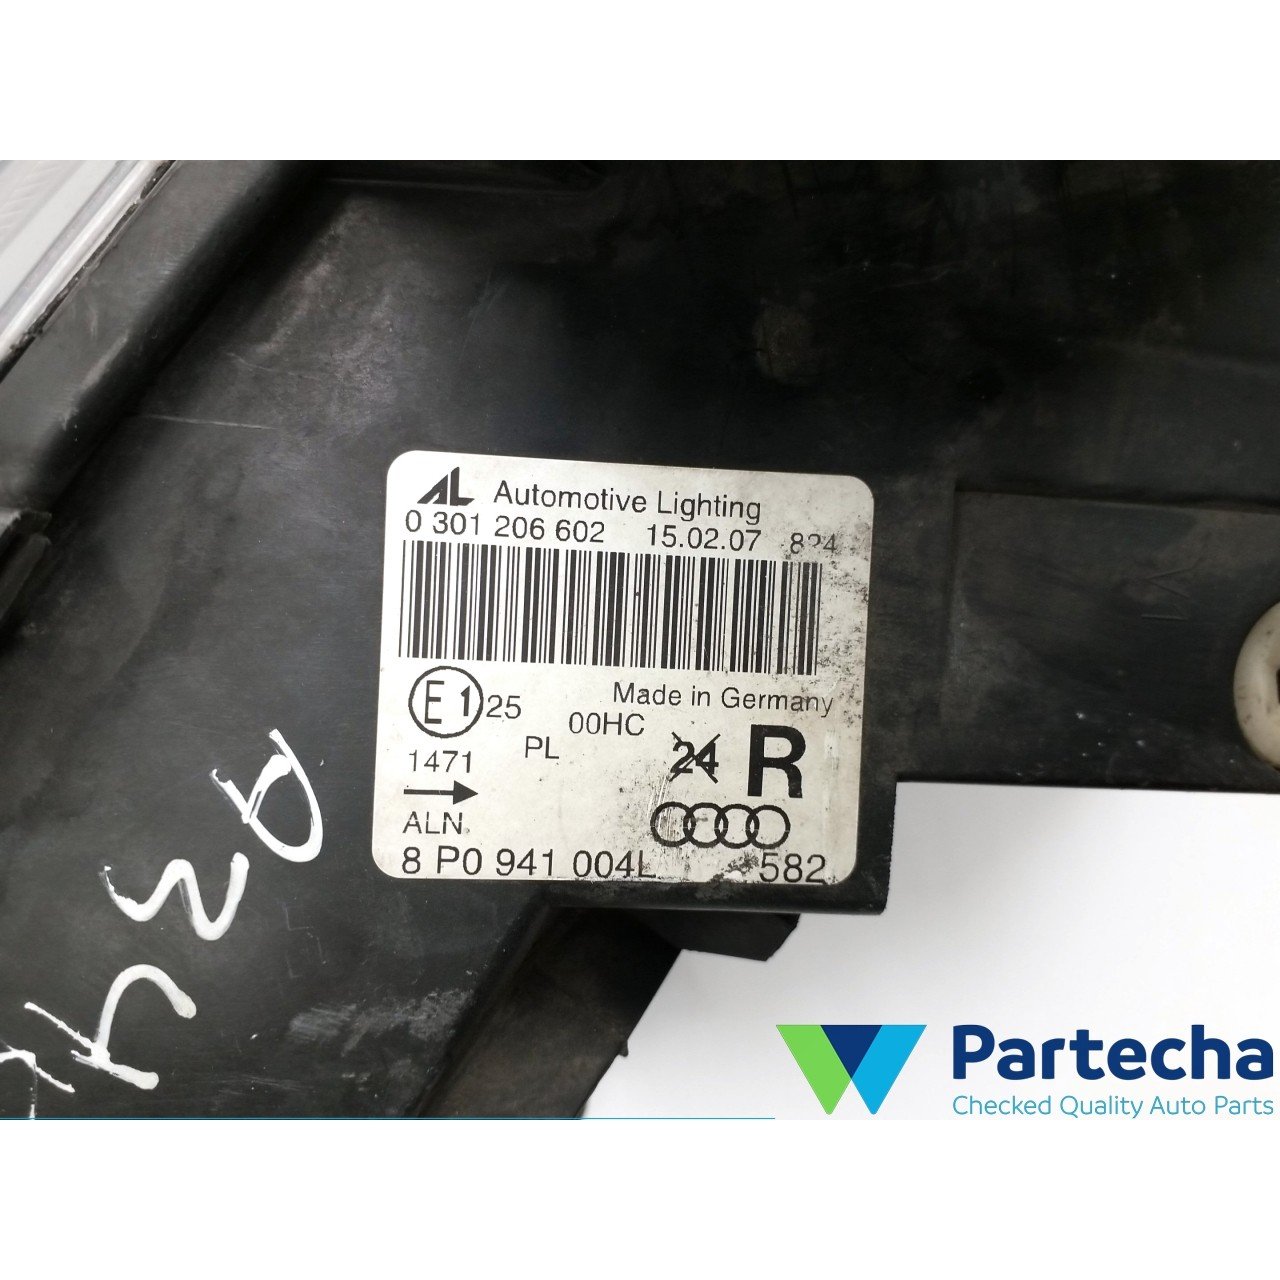 AL Automotive Lighting
0 301 206 602 15.02.07 824
Made in Germany
E1 25 00HC
1471 PL 24 R
ALN
8 P0 941 004L 582
Partecha
Checked Quality Auto Parts